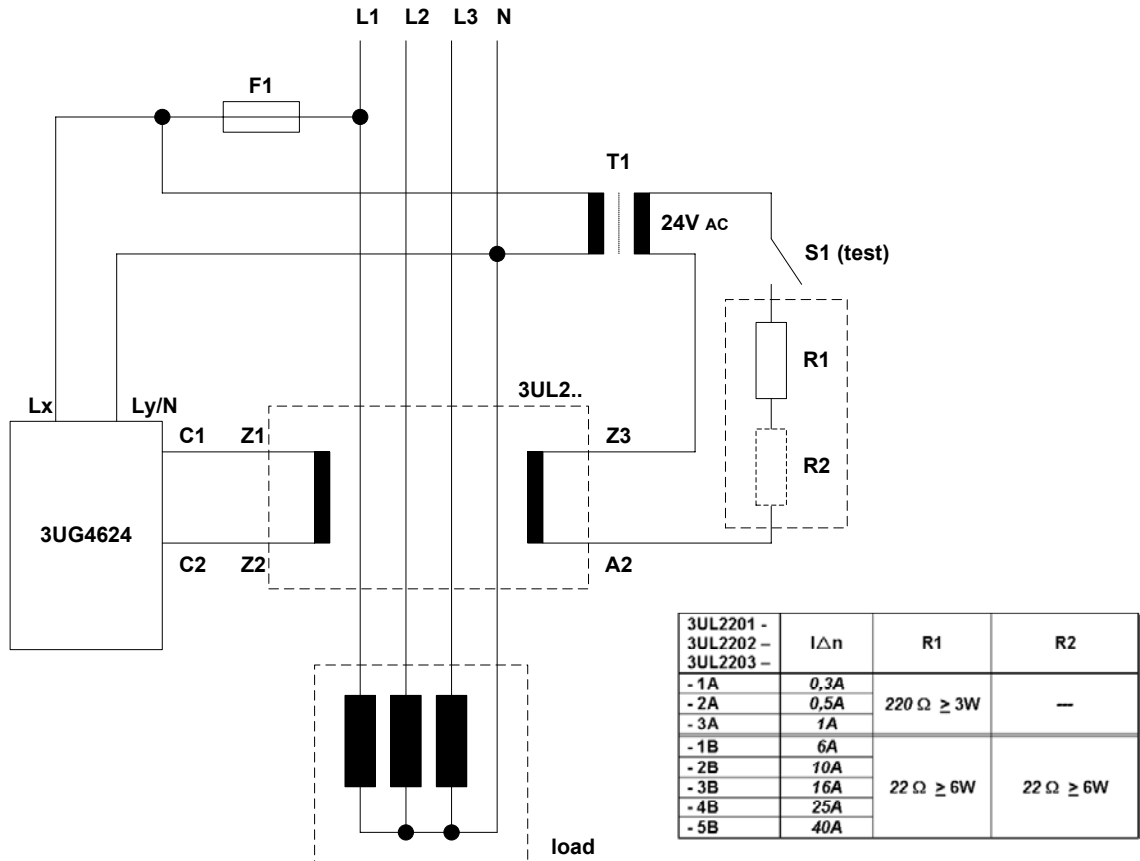 L1 L2 L3 N
F1
T1
24V AC
S1 (test)
R1
3UL2..
Lx Ly/N
C1 Z1 Z3
R2
3UG4624
C2 Z2 A2
3UL2201 -
3UL2202 – I△n R1 R2
3UL2203 –
- 1A 0,3A
- 2A 0,5A 220 Ω ≥ 3W ---
- 3A 1A
- 1B 6A
- 2B 10A
- 3B 16A 22 Ω ≥ 6W 22 Ω ≥ 6W
- 4B 25A
- 5B 40A
load